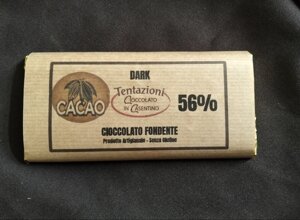 DARK
CACAO
Tentazioni
CIOCCOLATO
IN CASENTINO
56%
CIOCCOLATO FONDENTE
Prodotto Artigianale - Senza Glutine